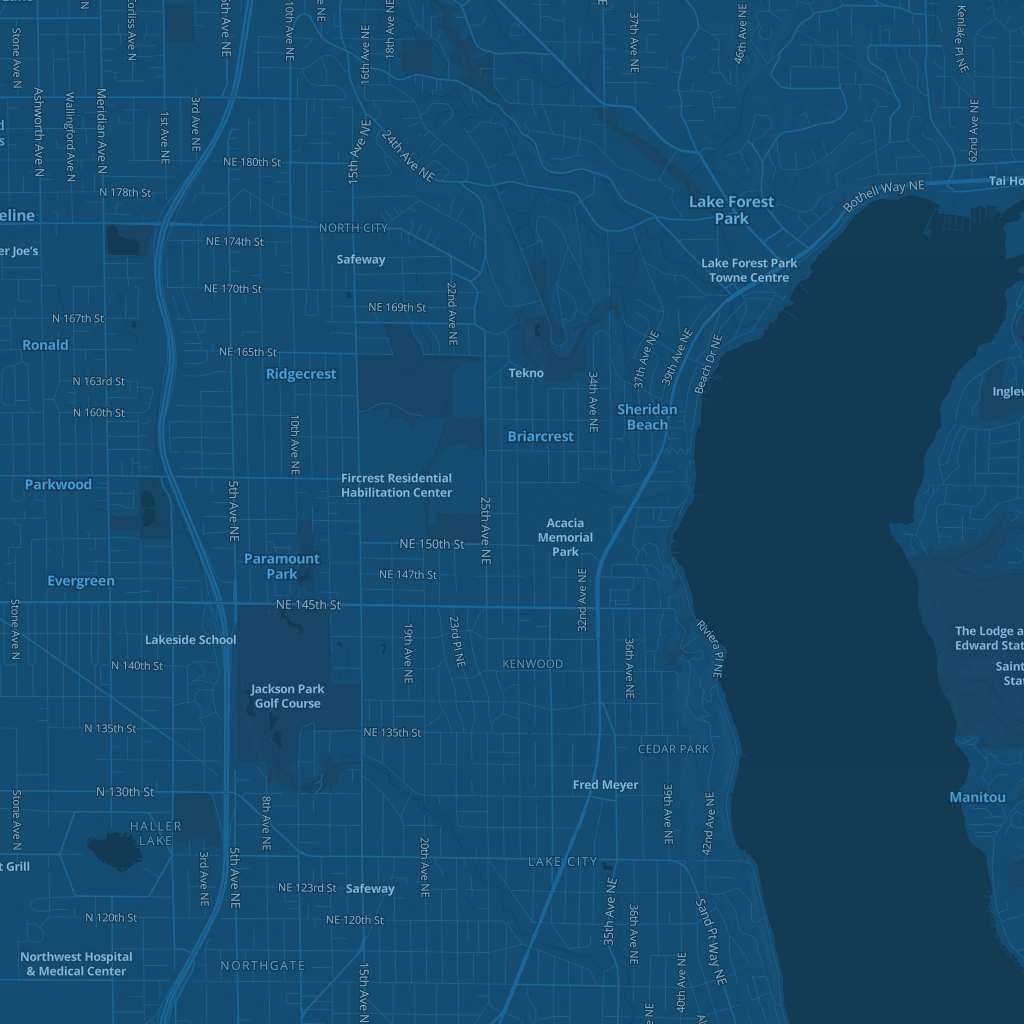 Stone Ave N
Corliss Ave N
5th Ave NE
10th Ave NE
16th Ave NE
18th Ave NE
37th Ave NE
46th Ave NE
Kenlake Pl NE
Ashworth Ave N
Wallingford Ave N
Meridian Ave N
1st Ave NE
3rd Ave NE
15th Ave NE
24th Ave NE
62nd Ave NE
NE 180th St
N 178th St
Bothell Way NE
Tai Ho
Lake Forest
Park
eline
NORTH CITY
NE 174th St
er Joe's
Safeway
Lake Forest Park
Towne Centre
NE 170th St
22nd Ave NE
NE 169th St
N 167th St
Ronald
NE 165th St
37th Ave NE
39th Ave NE
Beach Dr NE
Ridgecrest
Tekno
34th Ave NE
N 163rd St
Inglew
N 160th St
Sheridan
Beach
10th Ave NE
Briarcrest
Parkwood
Fircrest Residential
Habilitation Center
5th Ave NE
25th Ave NE
Acacia
Memorial
Park
NE 150th St
Paramount
Park
NE 147th St
Evergreen
32nd Ave NE
NE 145th St
Stone Ave N
Lakeside School
19th Ave NE
23rd Pl NE
Riviera Pl NE
The Lodge a
Edward Stat
N 140th St
KENWOOD
39th Ave NE
Saint
Stat
Jackson Park
Golf Course
N 135th St
NE 135th St
CEDAR PARK
Fred Meyer
N 130th St
Manitou
Stone Ave N
HALLER
LAKE
8th Ave NE
36th Ave NE
42nd Ave NE
t Grill
3rd Ave NE
5th Ave NE
20th Ave NE
LAKE CITY
NE 123rd St
Safeway
N 120th St
NE 120th St
35th Ave NE
39th Ave NE
Sand Pt Way NE
Northwest Hospital
& Medical Center
NORTHGATE
15th Ave N
40th Ave NE